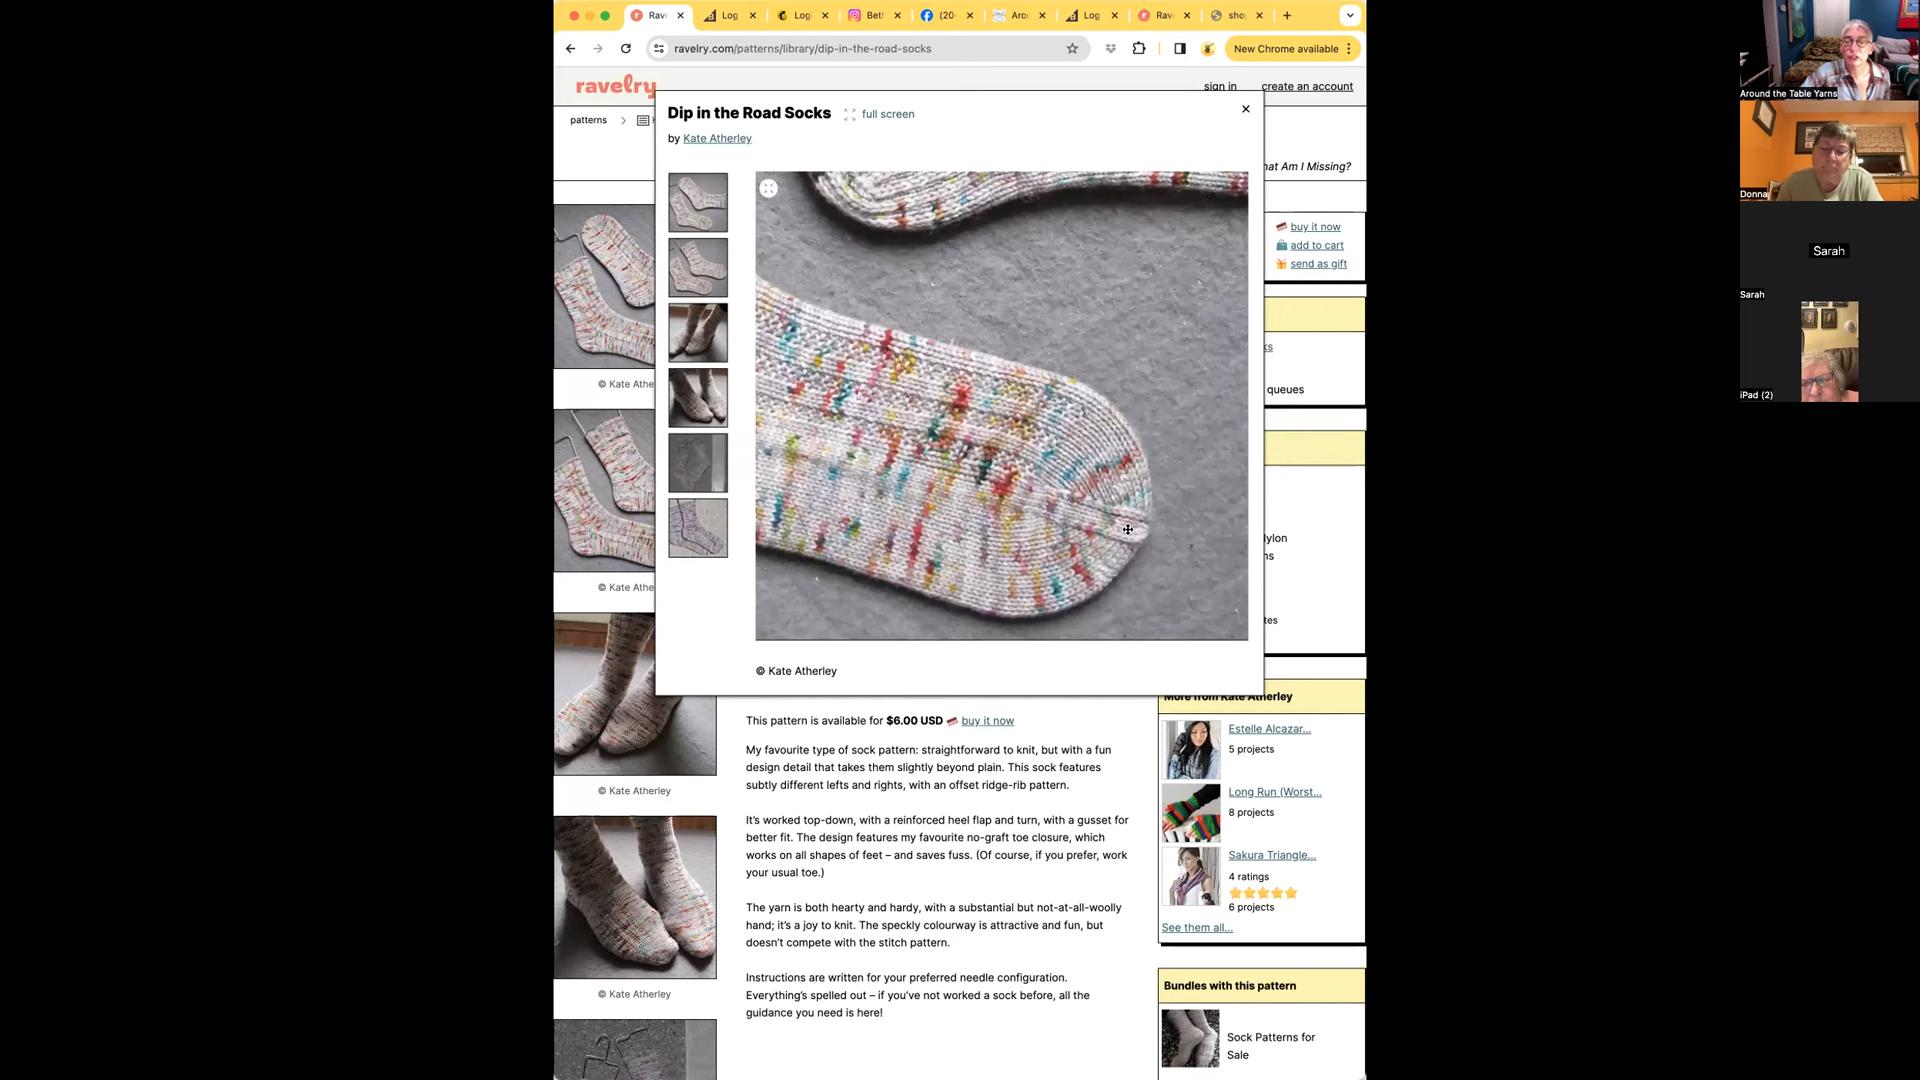 Rav
Log
Log
Bet
(20
Arou
Log
Rav
sho
ravelry.com/patterns/library/dip-in-the-road-socks
New Chrome available
ravelry
sign in
create an account
patterns
Dip in the Road Socks
full screen
by Kate Atherley
hat Am I Missing?
buy it now
add to cart
send as gift
queues
© Kate Athe
© Kate Athe
ylon
tes
© Kate Atherley
More from Kate Atherley
This pattern is available for $6.00 USD buy it now
My favourite type of sock pattern: straightforward to knit, but with a fun
design detail that takes them slightly beyond plain. This sock features
subtly different lefts and rights, with an offset ridge-rib pattern.
It's worked top-down, with a reinforced heel flap and turn, with a gusset for
better fit. The design features my favourite no-graft toe closure, which
works on all shapes of feet – and saves fuss. (Of course, if you prefer, work
your usual toe.)
The yarn is both hearty and hardy, with a substantial but not-at-all-woolly
hand; it's a joy to knit. The speckly colourway is attractive and fun, but
doesn't compete with the stitch pattern.
Instructions are written for your preferred needle configuration.
Everything's spelled out – if you've not worked a sock before, all the
guidance you need is here!
© Kate Atherley
© Kate Atherley
Estelle Alcazar...
5 projects
Long Run (Worst...
8 projects
Sakura Triangle...
4 ratings
6 projects
See them all...
Bundles with this pattern
Sock Patterns for
Sale
Around the Table Yarns
Donna
Sarah
Sarah
iPad (2)